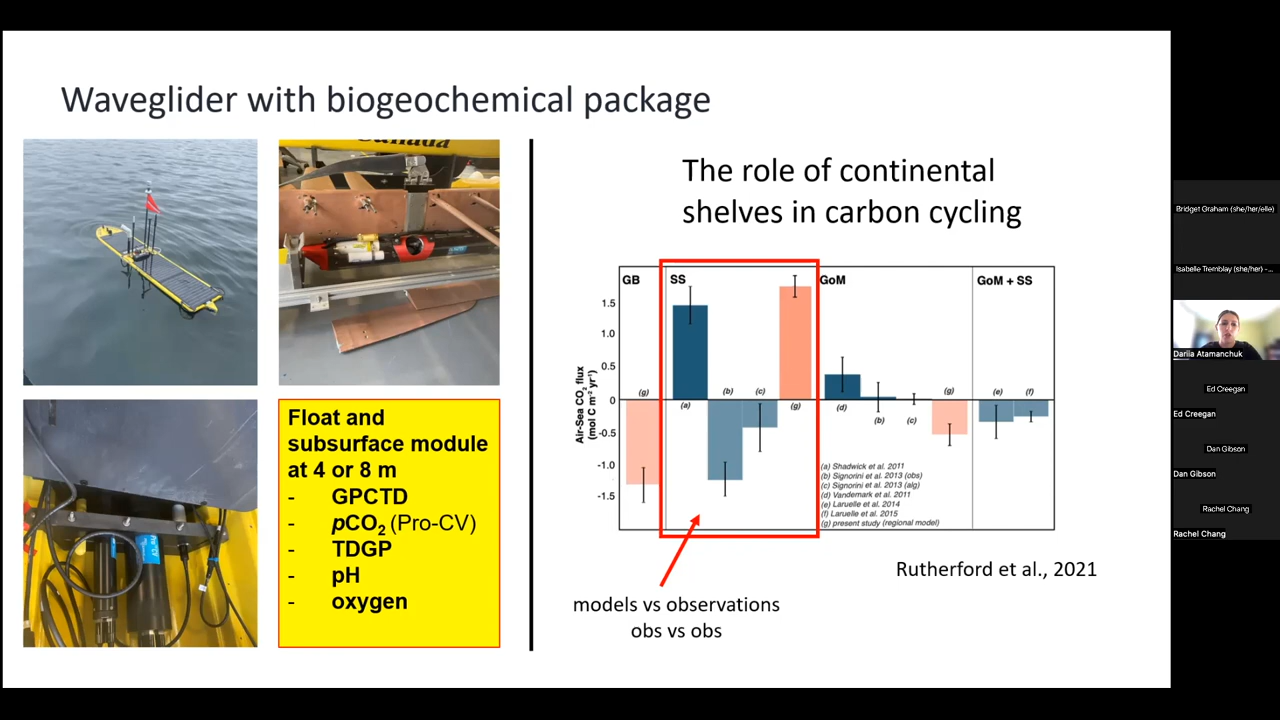 Waveglider with biogeochemical package
Canada
Float and
subsurface module
at 4 or 8 m
- GPCTD
- pCO2 (Pro-CV)
- TDGP
- pH
- oxygen
The role of continental
shelves in carbon cycling
GB
SS
GoM
GoM + SS
Air-Sea CO2 flux
(mol C m-2 yr-1)
1.5
1.0
0.5
0
-0.5
-1.0
-1.5
(g)
(a)
(b)
(c)
(g)
(d)
(b)
(c)
(g)
(e)
(f)
(a) Shadwick et al. 2011
(b) Signorini et al. 2013 (obs)
(c) Signorini et al. 2013 (alg)
(d) Vandemark et al. 2011
(e) Laruelle et al. 2014
(f) Laruelle et al. 2015
(g) present study (regional model)
Rutherford et al., 2021
models vs observations
obs vs obs
Bridget Graham (she/her/elle)
Isabelle Tremblay (she/her) -...
Dariia Atamanchuk
Ed Creegan
Ed Creegan
Dan Gibson
Dan Gibson
Rachel Chang
Rachel Chang